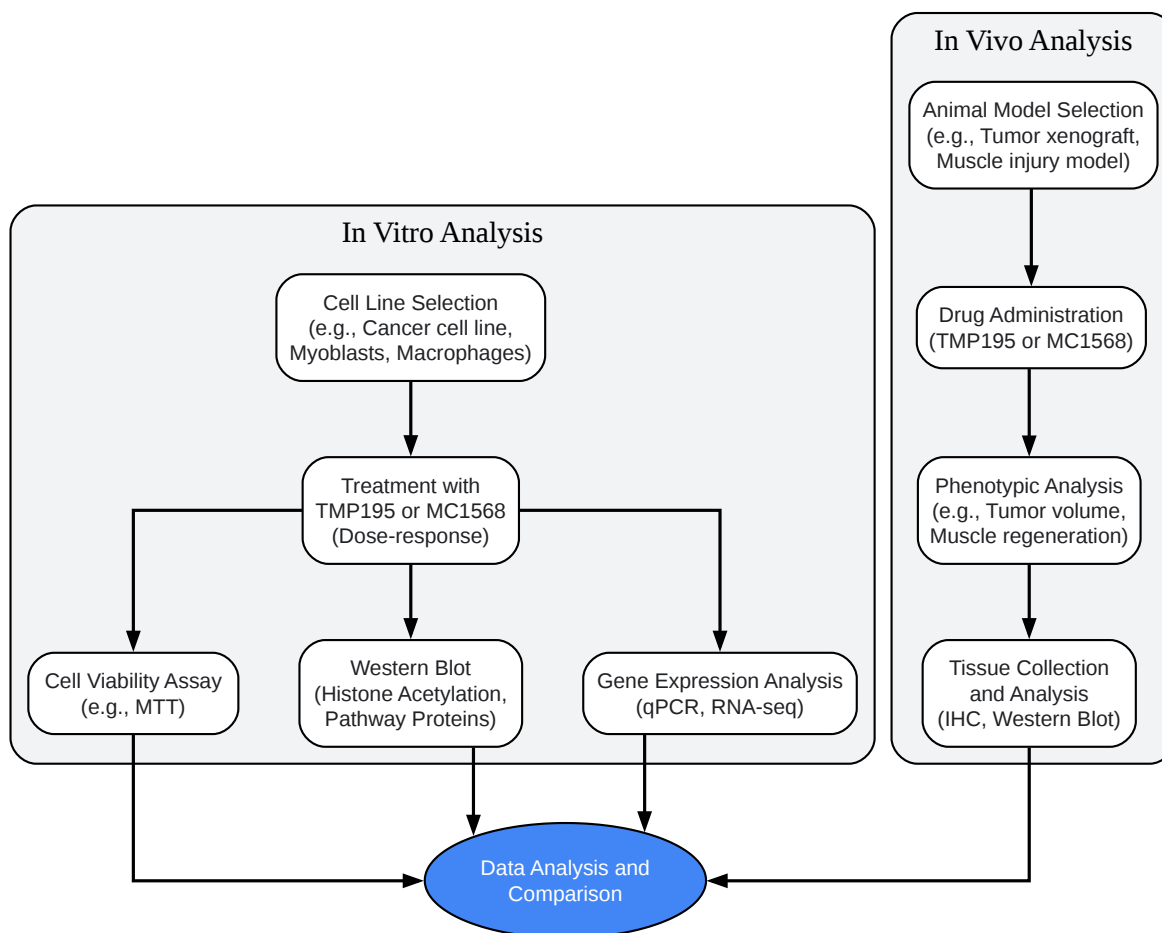 In Vitro Analysis
Cell Line Selection
(e.g., Cancer cell line,
Myoblasts, Macrophages)
Treatment with
TMP195 or MC1568
(Dose-response)
Cell Viability Assay
(e.g., MTT)
Western Blot
(Histone Acetylation,
Pathway Proteins)
Gene Expression Analysis
(qPCR, RNA-seq)
In Vivo Analysis
Animal Model Selection
(e.g., Tumor xenograft,
Muscle injury model)
Drug Administration
(TMP195 or MC1568)
Phenotypic Analysis
(e.g., Tumor volume,
Muscle regeneration)
Tissue Collection
and Analysis
(IHC, Western Blot)
Data Analysis and
Comparison